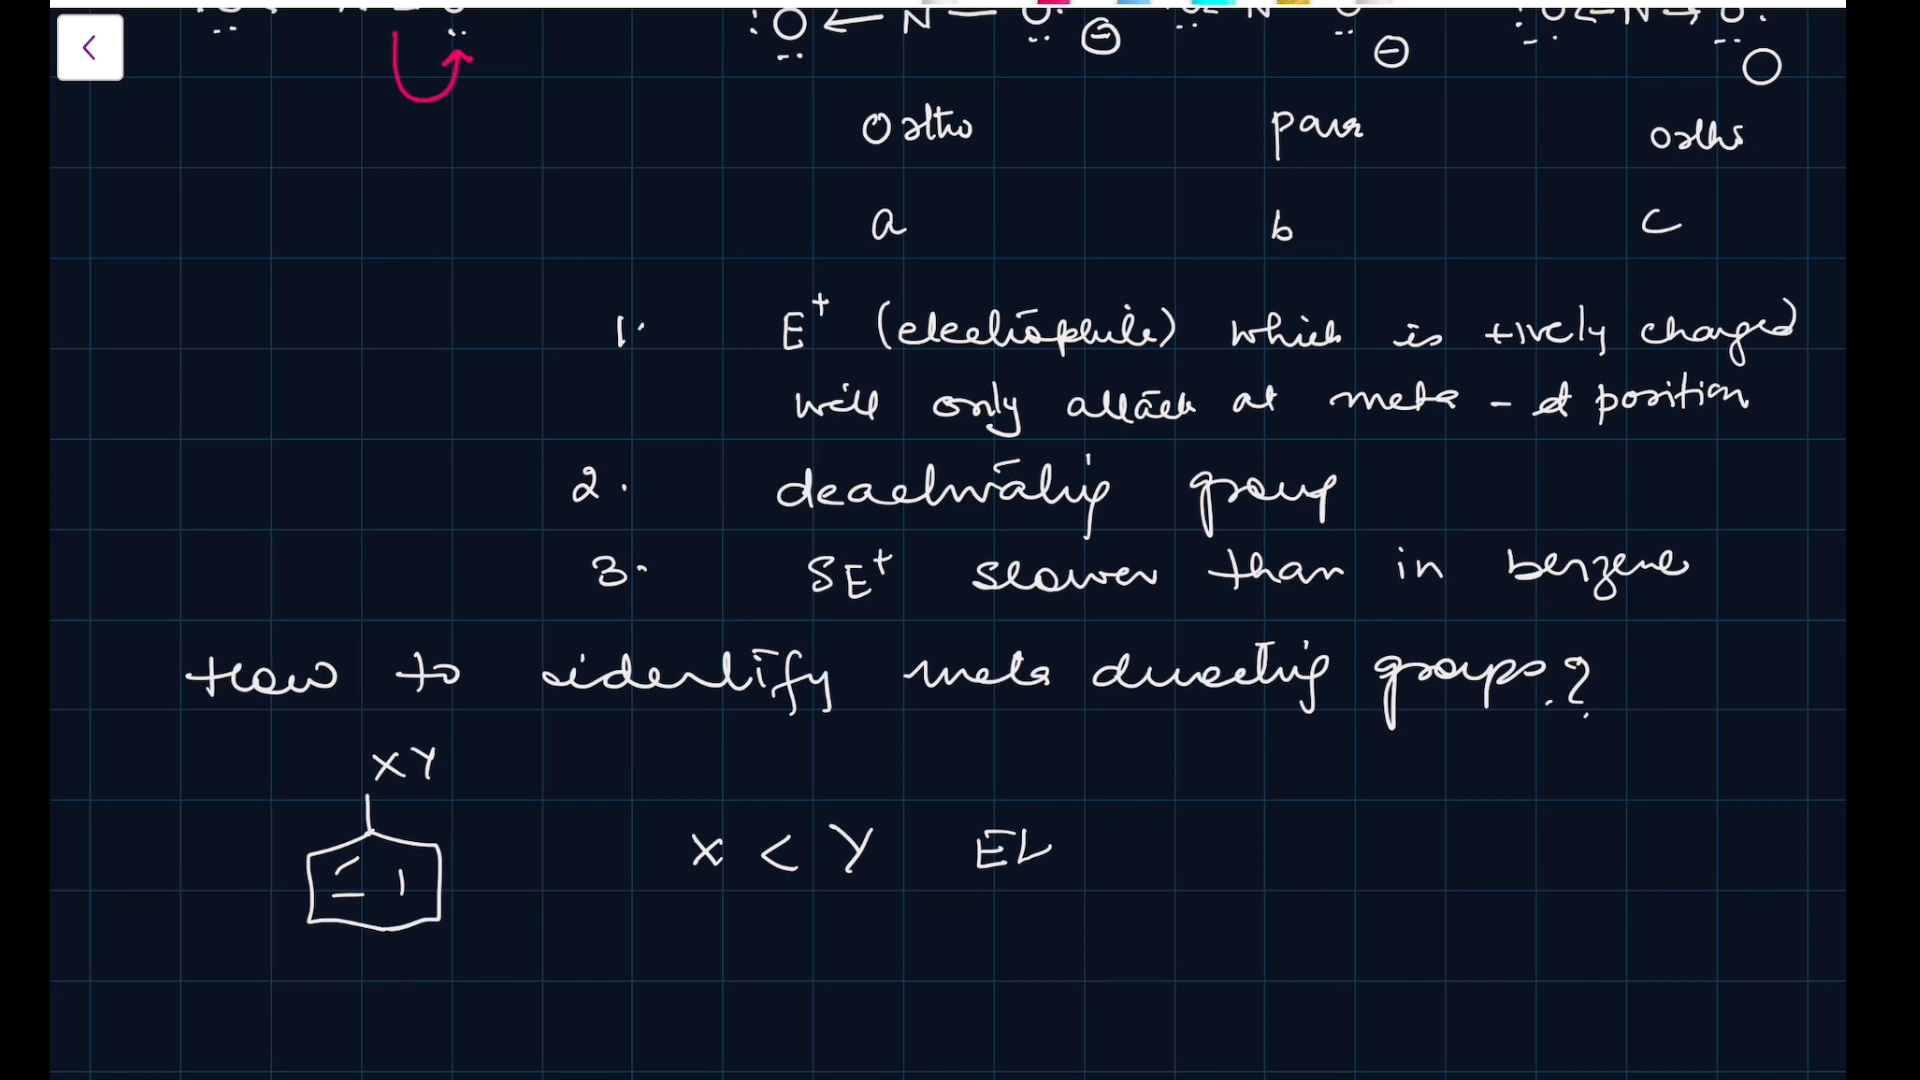 :O ← N — O:
ortho para ortho
a b c
1. E+ (electrophile) which is +ively charged
will only attack at meta - position
2. deactivating group
3. SE+ slower than in benzene
How to identify meta directing groups?
XY
X < Y EL